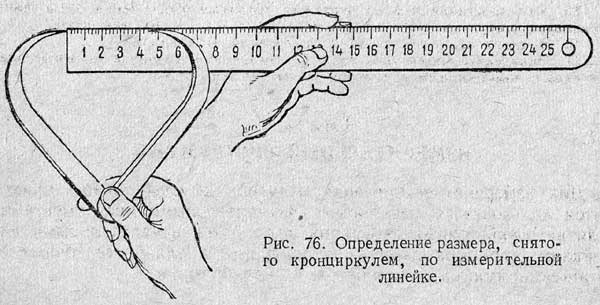 1 2 3 4 5 6 7 8 9 10 11 12 13 14 15 16 17 18 19 20 21 22 23 24 25
Рис. 76. Определение размера, снято-
го кронциркулем, по измерительной
линейке.